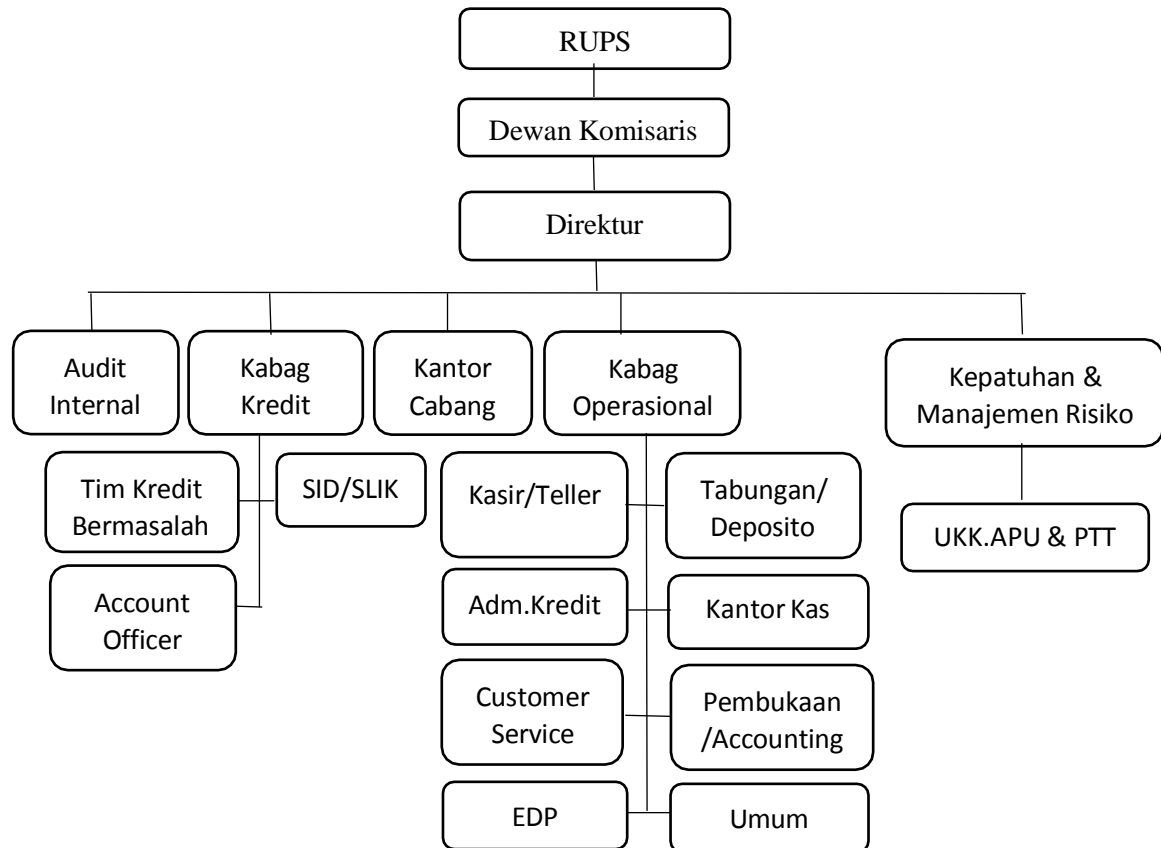 RUPS
Dewan Komisaris
Direktur
Audit
Internal
Kabag
Kredit
Kantor
Cabang
Kabag
Operasional
Kepatuhan &
Manajemen Risiko
Tim Kredit
Bermasalah
SID/SLIK
Kasir/Teller
Tabungan/
Deposito
UKK.APU & PTT
Account
Officer
Adm.Kredit
Kantor Kas
Customer
Service
Pembukaan
/Accounting
EDP
Umum